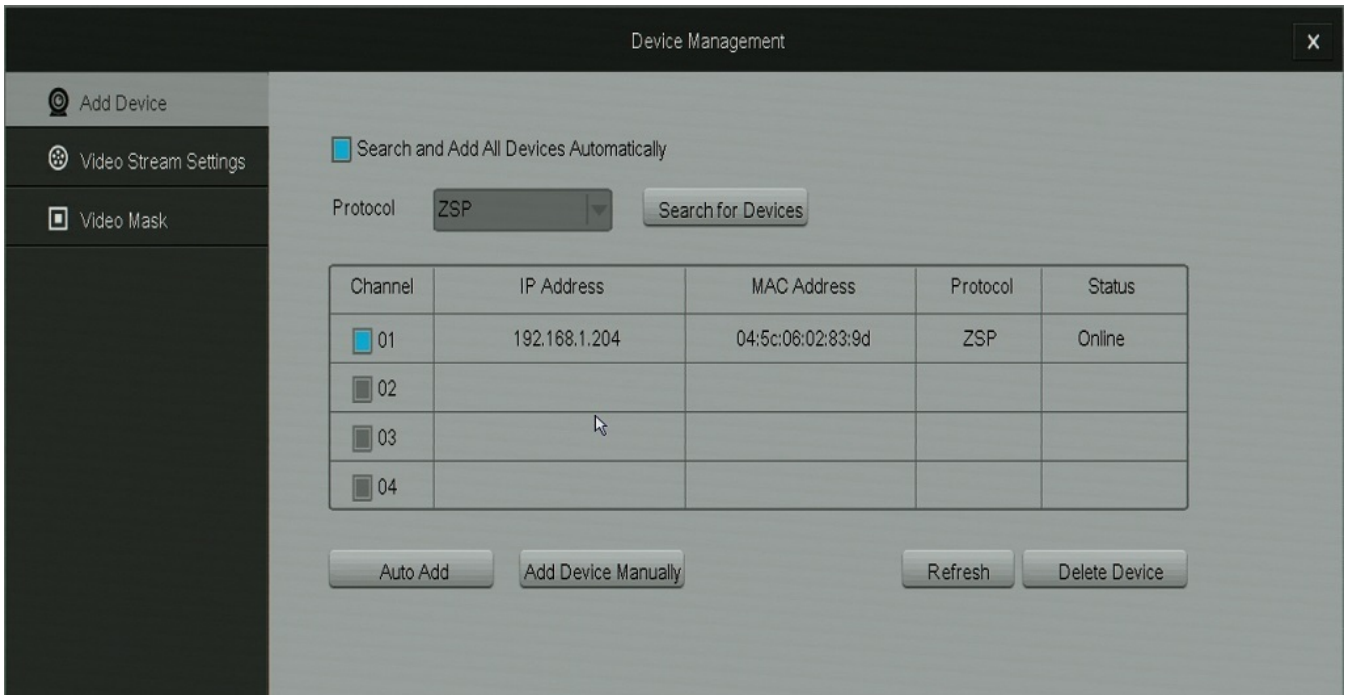 Device Management
X
Add Device
Video Stream Settings
Video Mask
Search and Add All Devices Automatically
Protocol ZSP Search for Devices
Channel IP Address MAC Address Protocol Status
01 192.168.1.204 04:5c:06:02:83:9d ZSP Online
02
03
04
Auto Add Add Device Manually Refresh Delete Device